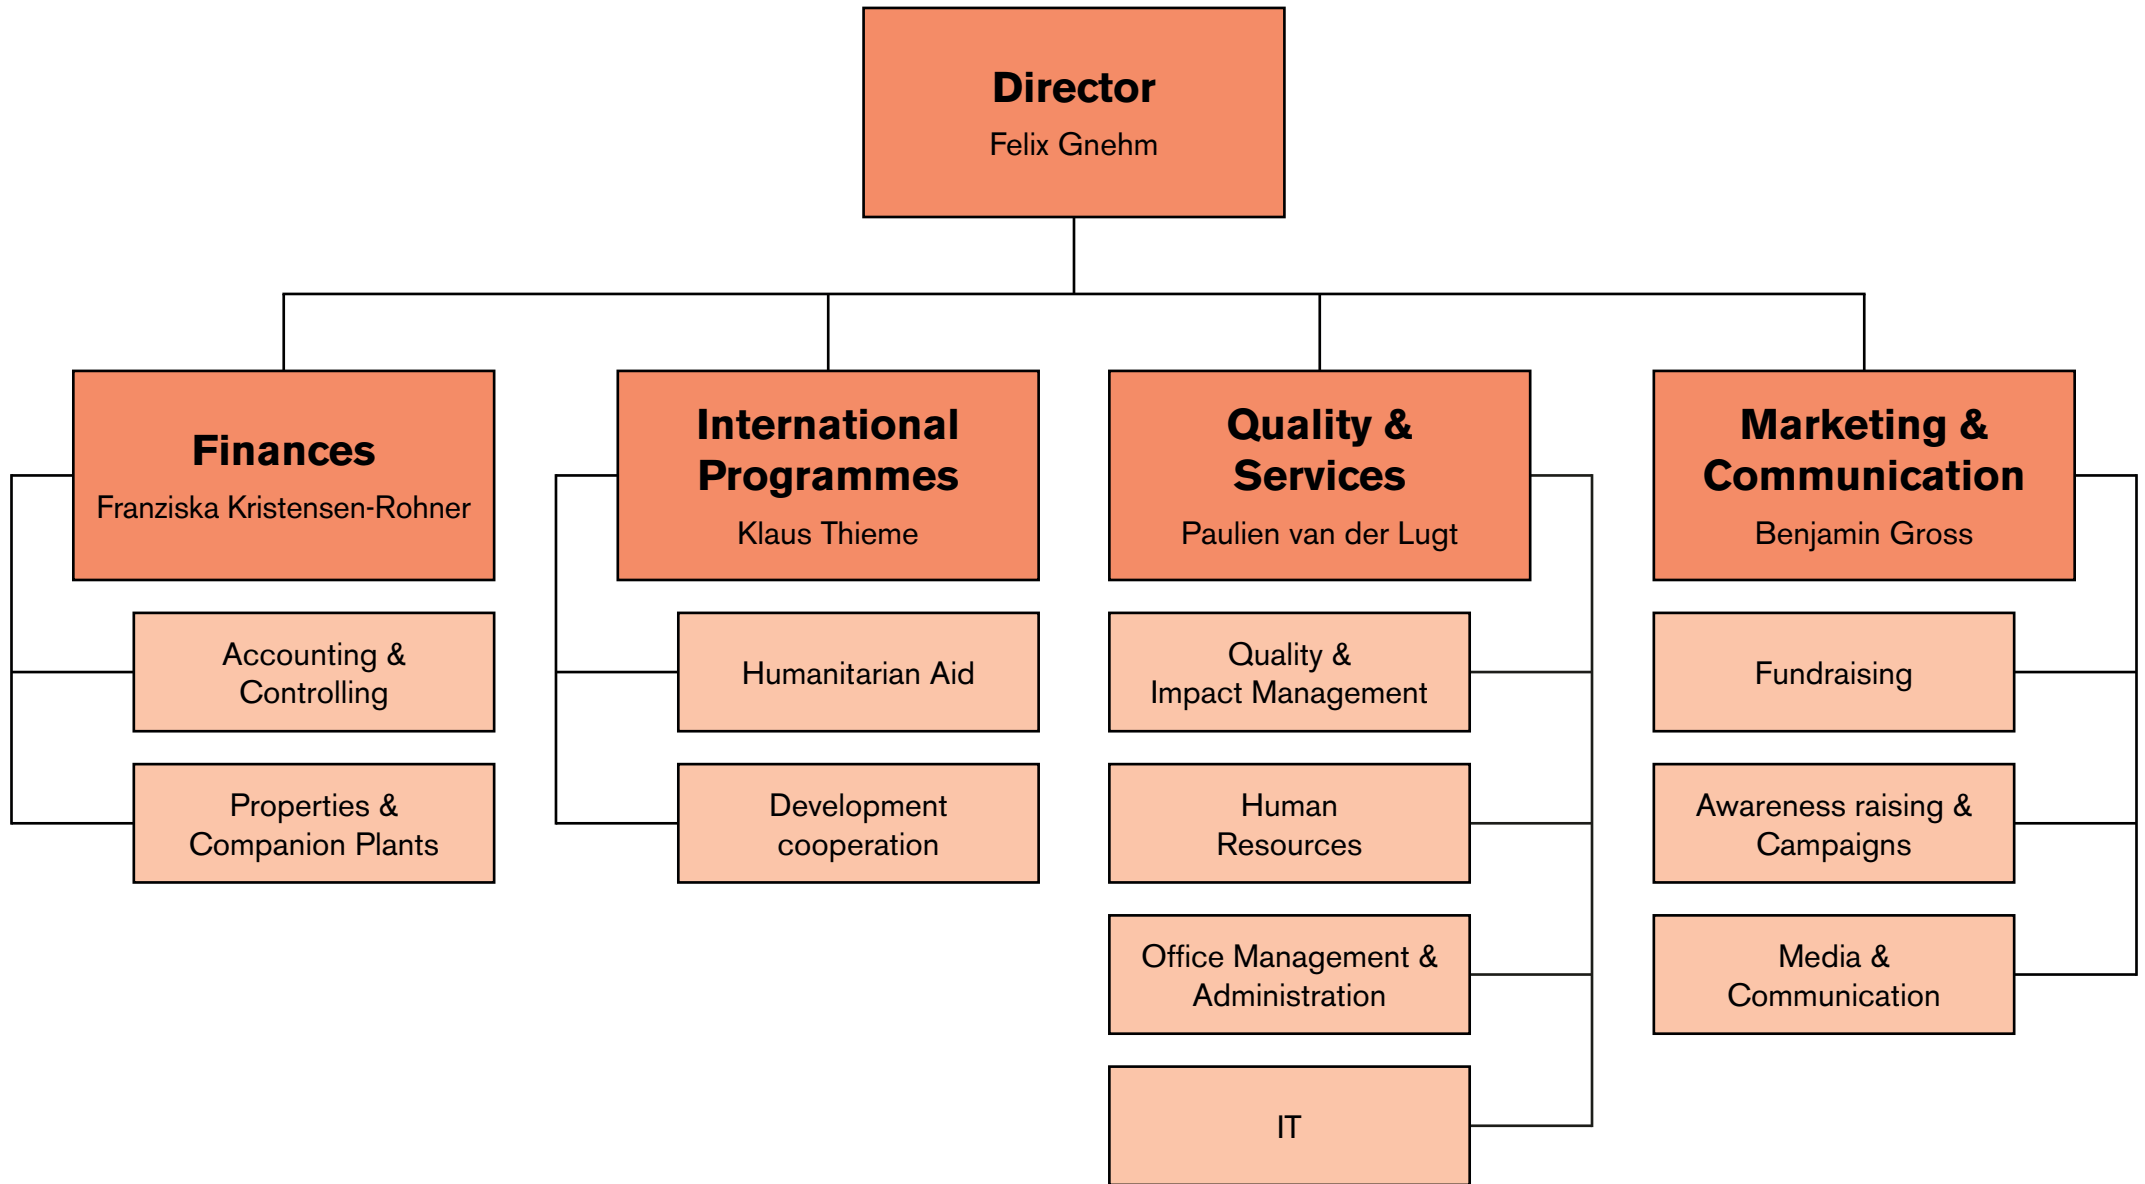 Director
Felix Gnehm
Finances
Franziska Kristensen-Rohner
Accounting &
Controlling
Properties &
Companion Plants
International
Programmes
Klaus Thieme
Humanitarian Aid
Development
cooperation
Quality &
Services
Paulien van der Lugt
Quality &
Impact Management
Human
Resources
Office Management &
Administration
IT
Marketing &
Communication
Benjamin Gross
Fundraising
Awareness raising &
Campaigns
Media &
Communication